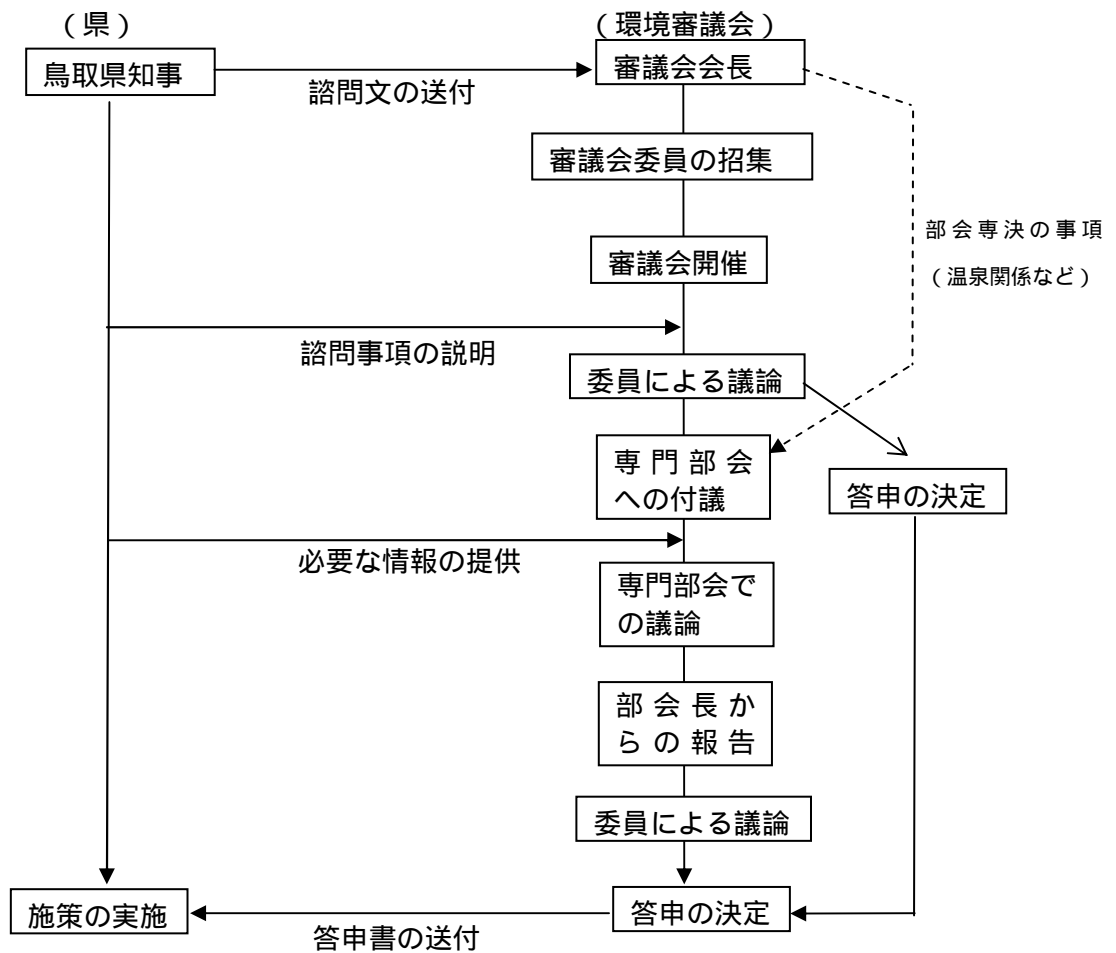 （県）
（環境審議会）
鳥取県知事
審議会会長
諮問文の送付
審議会委員の招集
部会専決の事項
（温泉関係など）
審議会開催
諮問事項の説明
委員による議論
専門部会
への付議
答申の決定
必要な情報の提供
専門部会で
の議論
部会長か
らの報告
委員による議論
施策の実施
答申の決定
答申書の送付